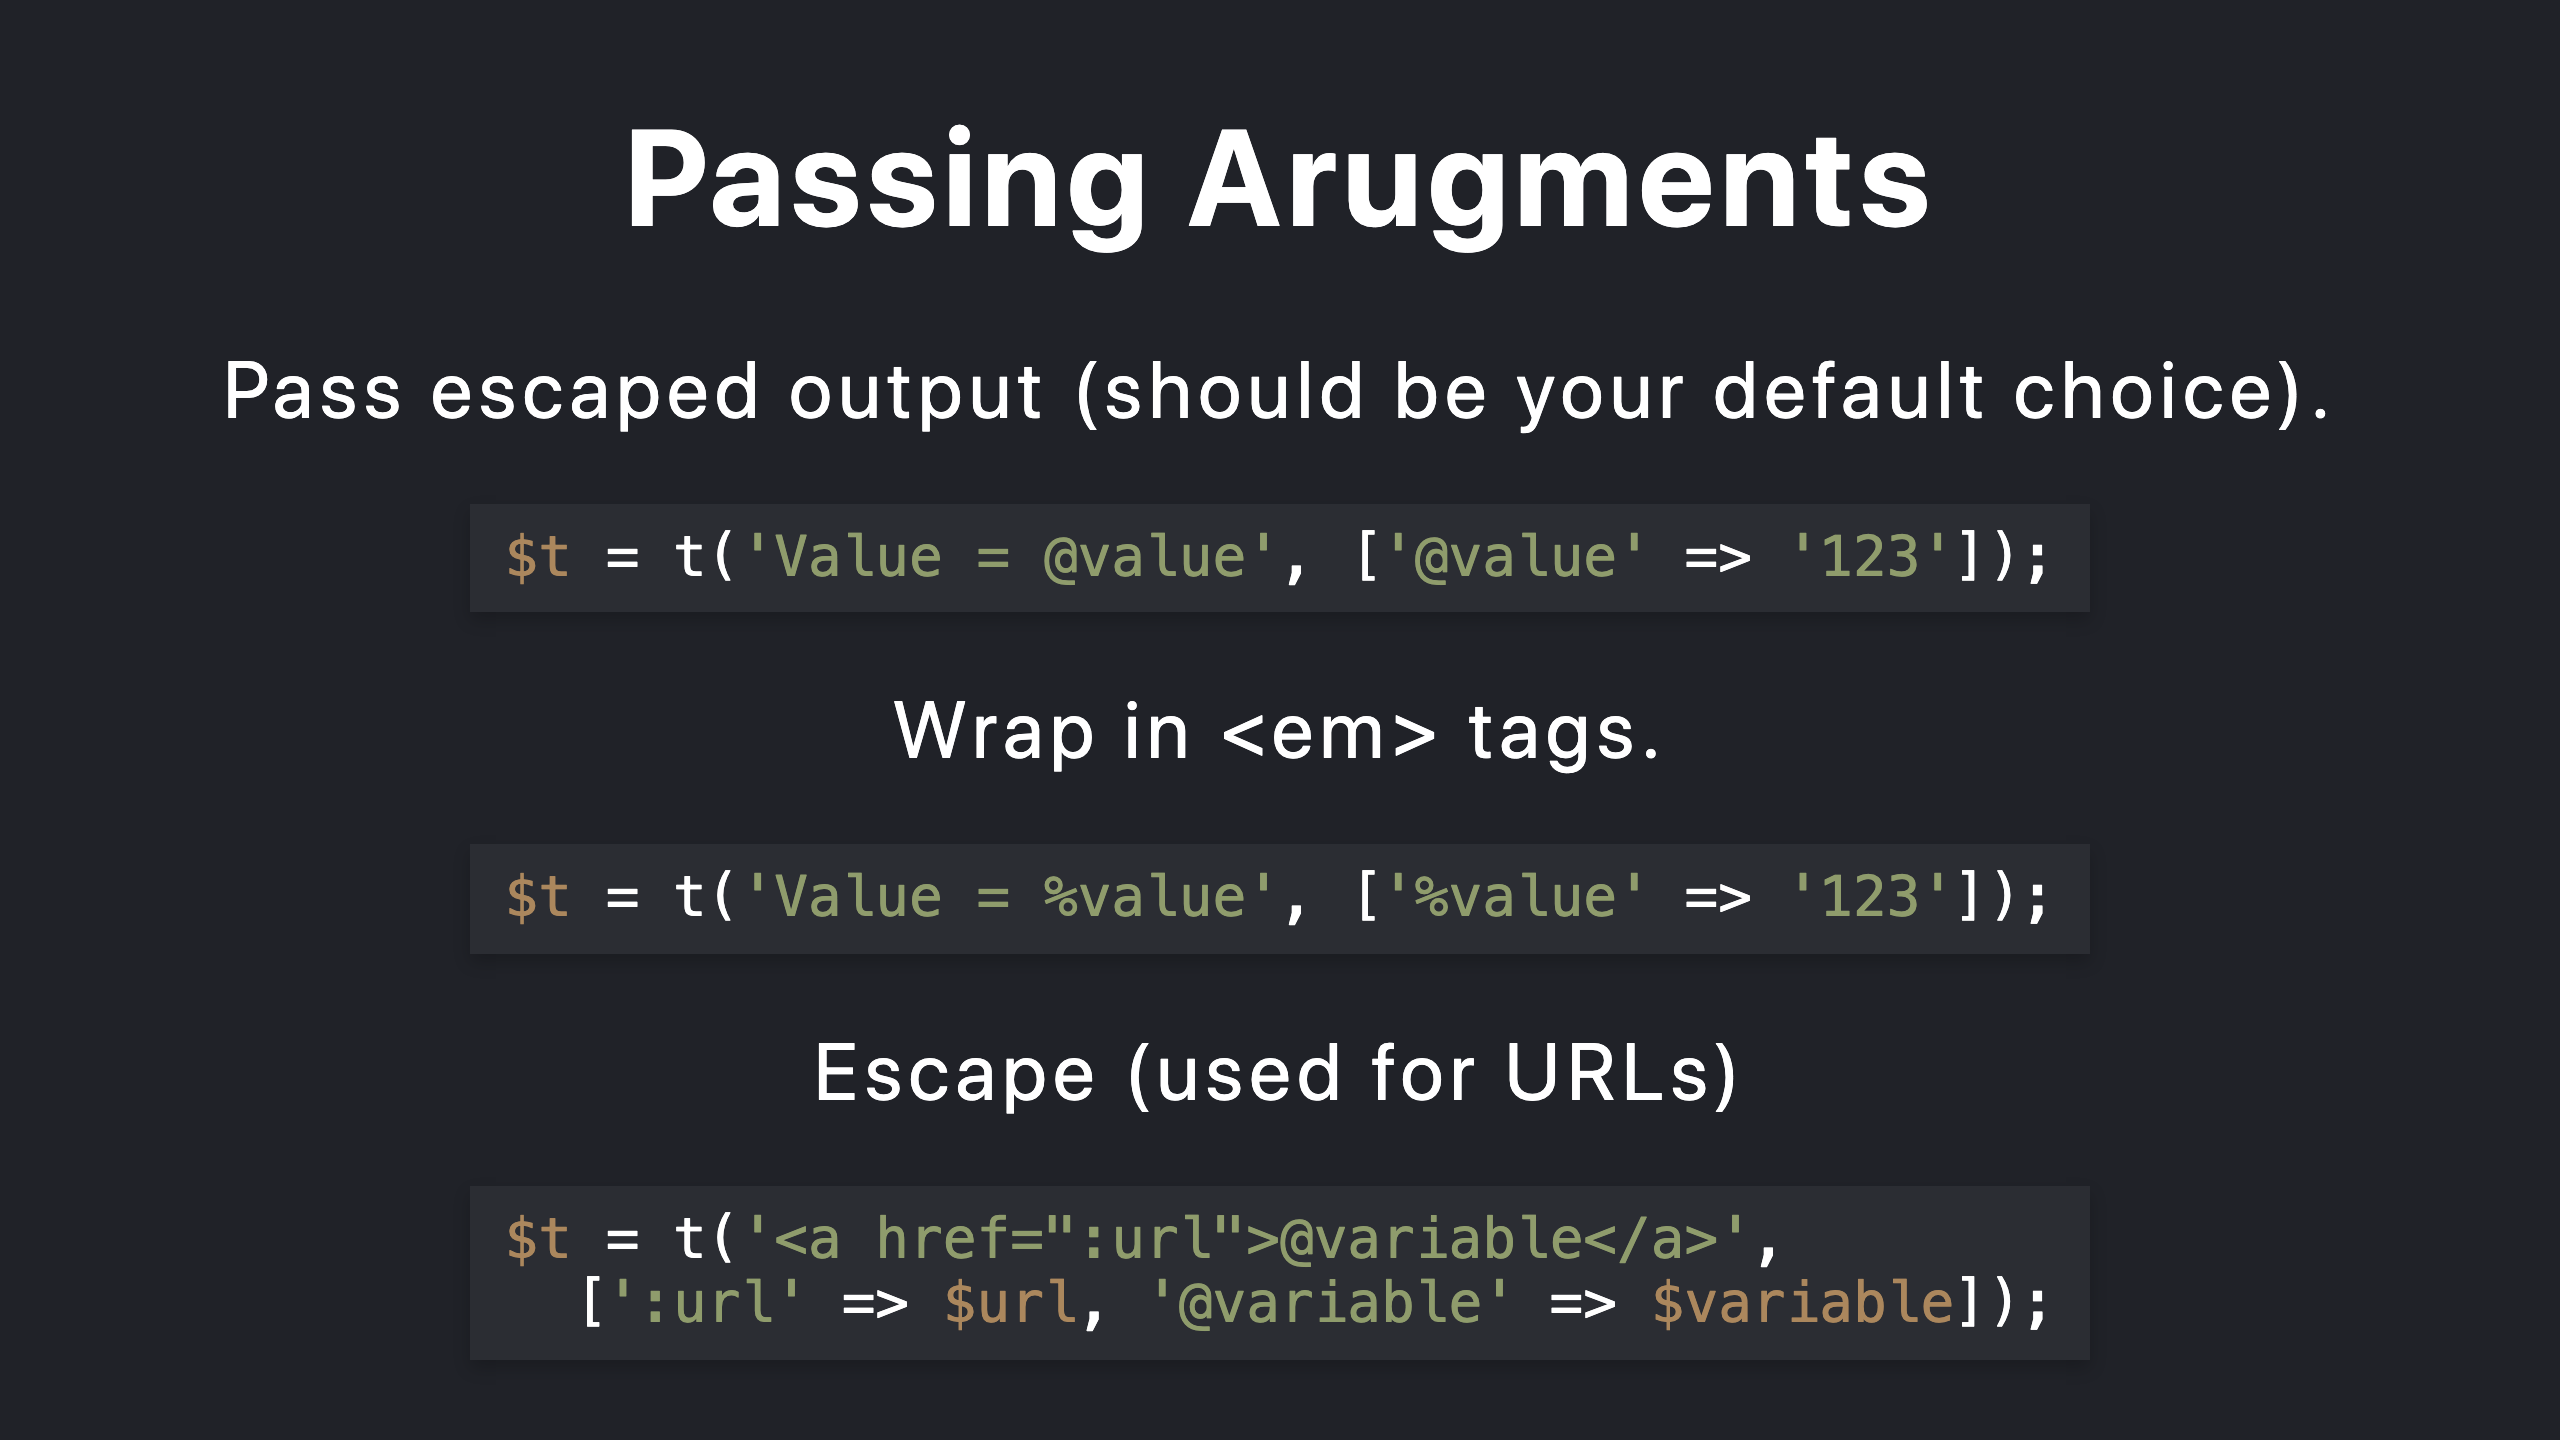 Passing Arugments
Pass escaped output (should be your default choice).
$t = t('Value = @value', ['@value' => '123']);
Wrap in <em> tags.
$t = t('Value = %value', ['%value' => '123']);
Escape (used for URLs)
$t = t('<a href=":url">@variable</a>',
  [':url' => $url, '@variable' => $variable]);